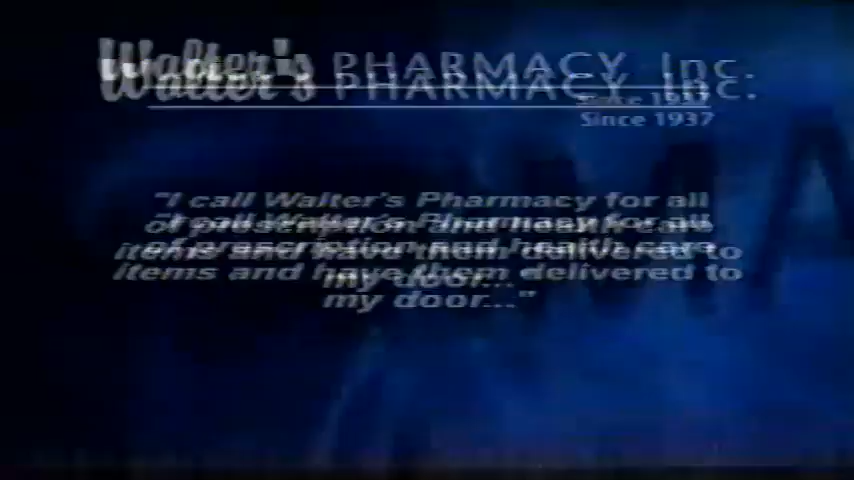 Walter's PHARMACY Inc.
Since 1937
"I call Walter's Pharmacy for all
of prescription and health care
items and have them delivered to
my door..."
MA